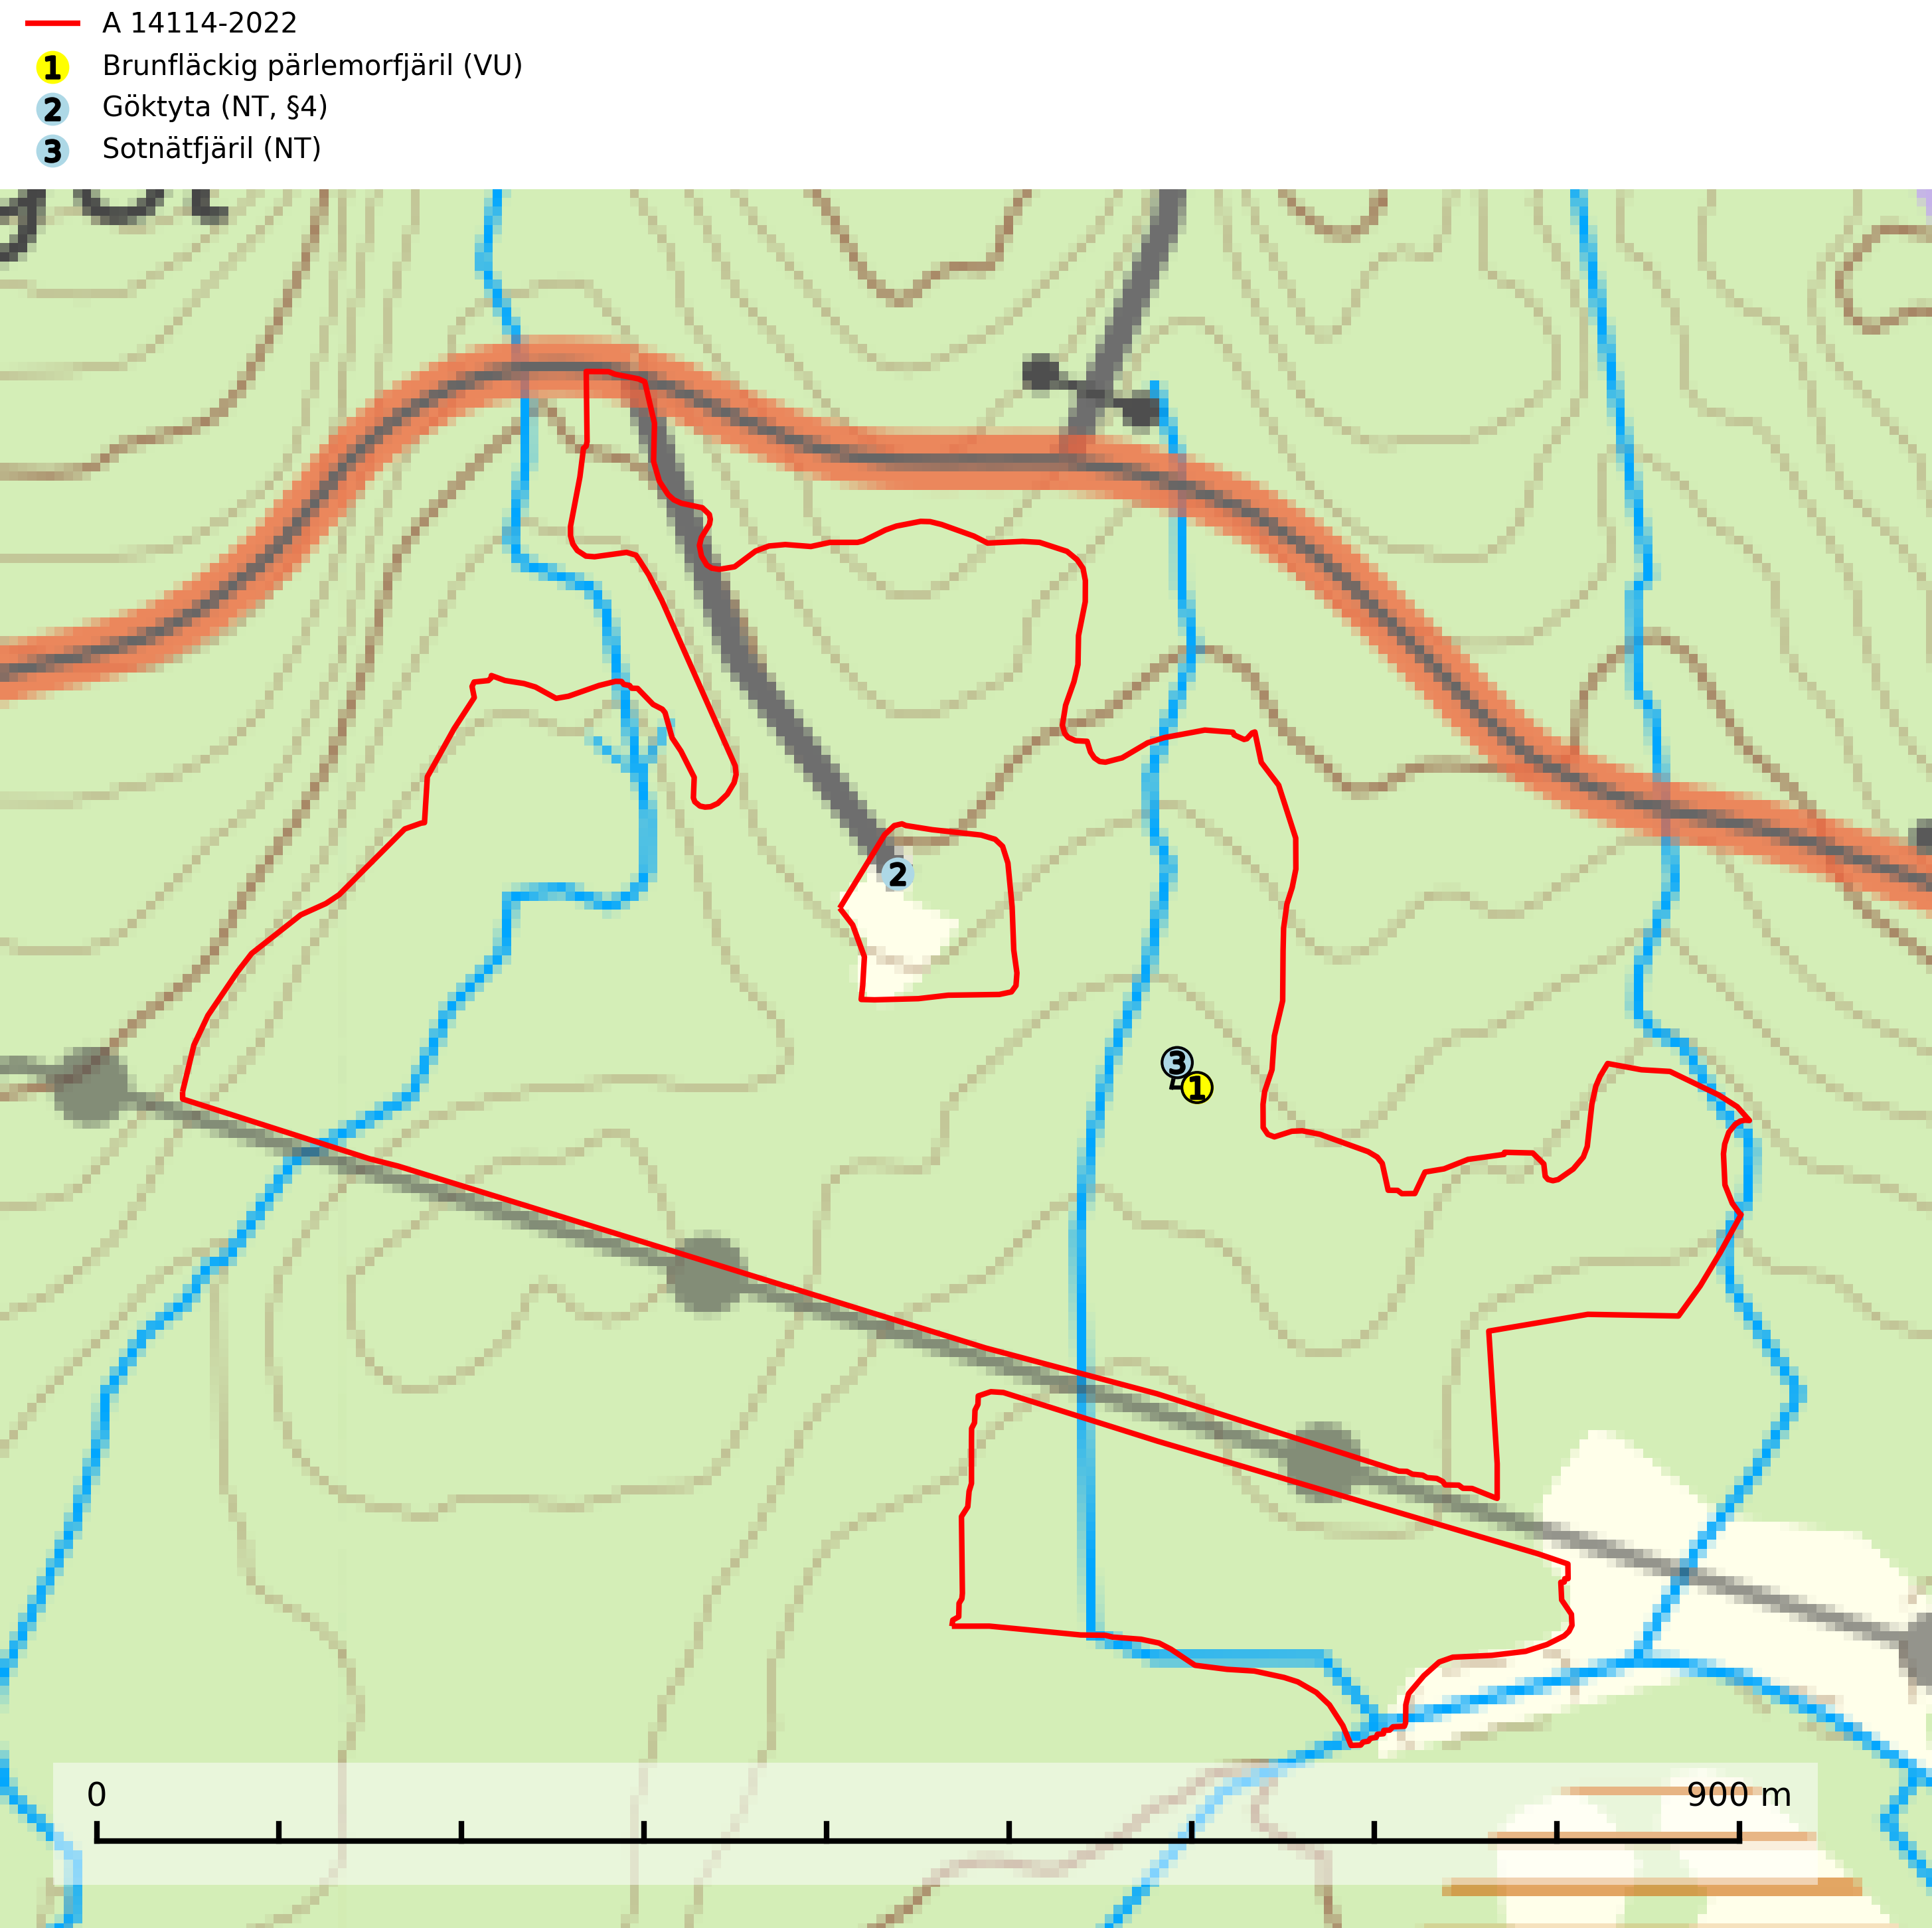 A 14114-2022
1 Brunfläckig pärlemorfjäril (VU)
2 Göktyta (NT, §4)
3 Sotnätfjäril (NT)
2
3
1
0 900 m